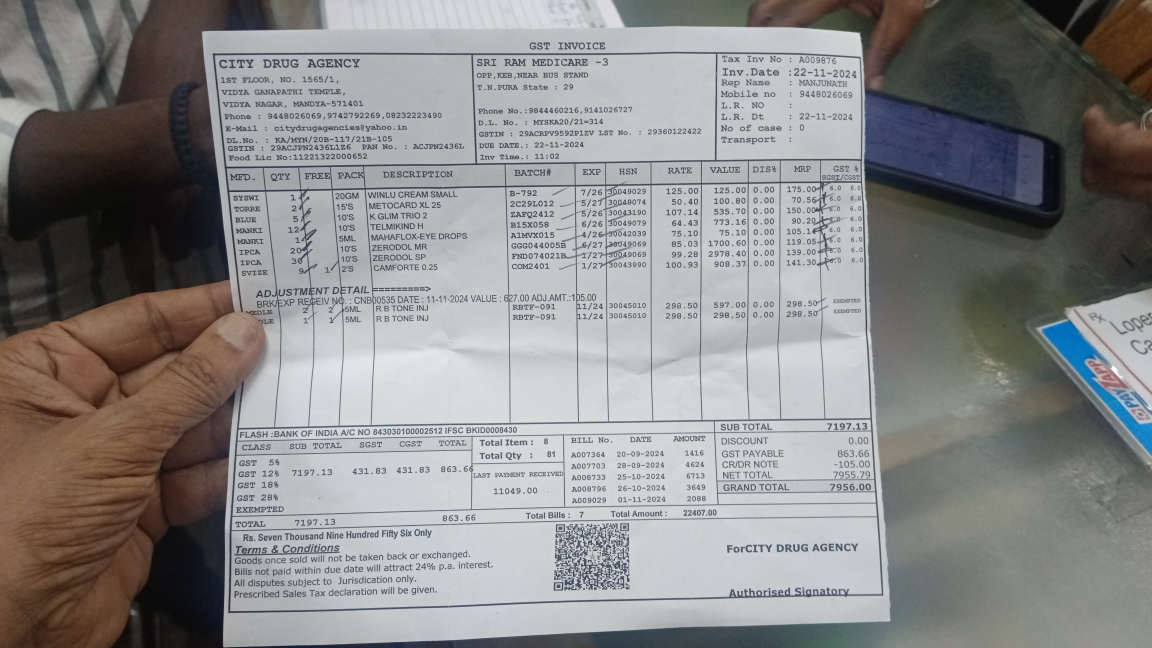 GST INVOICE
CITY DRUG AGENCY
1ST FLOOR, NO. 1565/1,
VIDYA GANAPATHI TEMPLE,
VIDYA NAGAR, MANDYA-571401
Phone : 9448026069,9742792269,08232223490
E-Mail : citydrugagencies@yahoo.in
DL.No. : KA/MYN/20B-117/21B-105
GSTIN : 29ACJPN2436L1Z6 PAN No. : ACJPN2436L
Food Lic No:11221322000652
SRI RAM MEDICARE -3
OPP,KEB,NEAR BUS STAND
T.N.PURA State : 29
Phone No.:9844460216,9141026727
D.L. No. : MYSKA20/21=314
GSTIN : 29ACRPV9592P1ZV LST No. : 29360122422
DUE DATE.: 22-11-2024
Inv Time.: 11:02
Tax Inv No : A009876
Inv.Date :22-11-2024
Rep Name : MANJUNATH
Mobile no : 9448026069
L.R. NO :
L.R. Dt : 22-11-2024
No of case : 0
Transport :
MFD. QTY FREE PACK DESCRIPTION BATCH# EXP HSN RATE VALUE DIS% MRP GST %
SGST/CGST
SYSWI 1 20GM WINLU CREAM SMALL B-792 7/26 30049029 125.00 125.00 0.00 175.00 6.0 6.0
TORRE 2 15'S METOCARD XL 25 2C29L012 5/27 30049074 50.40 100.80 0.00 70.56 6.0 6.0
BLUE 5 10'S K GLIM TRIO 2 ZAFQ2412 5/26 30043190 107.14 535.70 0.00 150.00 6.0 6.0
MANKI 12 10'S TELMIKIND H B15X058 6/26 30049079 64.43 773.16 0.00 90.20 6.0 6.0
MANKI 1 5ML MAHAFLOX-EYE DROPS A1MVX015 4/26 30042039 75.10 75.10 0.00 105.14 6.0 6.0
IPCA 20 10'S ZERODOL MR GGG044005B 6/27 30049069 85.03 1700.60 0.00 119.05 6.0 6.0
IPCA 30 10'S ZERODOL SP FND074021B 1/27 30049069 99.28 2978.40 0.00 139.00 6.0 6.0
SVIZE 9 1 2'S CAMFORTE 0.25 COM2401 1/27 30043990 100.93 908.37 0.00 141.30 6.0 6.0
ADJUSTMENT DETAIL =========>
BRK/EXP RECEIV NO. : CNB00535 DATE : 11-11-2024 VALUE : 627.00 ADJ.AMT.:105.00
2 2 5ML R B TONE INJ RBTF-091 11/24 30045010 298.50 597.00 0.00 298.50 EXEMPTED
1 1 5ML R B TONE INJ RBTF-091 11/24 30045010 298.50 298.50 0.00 298.50 EXEMPTED
FLASH :BANK OF INDIA A/C NO 843030100002512 IFSC BKID0008430
CLASS SUB TOTAL SGST CGST TOTAL
GST 5%
GST 12% 7197.13 431.83 431.83 863.66
GST 18%
GST 28%
EXEMPTED
TOTAL 7197.13 863.66
Total Item : 8
Total Qty : 81
LAST PAYMENT RECEIVED
11049.00
BILL No. DATE AMOUNT
A007364 20-09-2024 1416
A007703 28-09-2024 4624
A008733 25-10-2024 6713
A008796 26-10-2024 3649
A009029 01-11-2024 2088
Total Bills : 7 Total Amount : 22407.00
SUB TOTAL 7197.13
DISCOUNT 0.00
GST PAYABLE 863.66
CR/DR NOTE -105.00
NET TOTAL 7955.79
GRAND TOTAL 7956.00
Rs. Seven Thousand Nine Hundred Fifty Six Only
Terms & Conditions
Goods once sold will not be taken back or exchanged.
Bills not paid within due date will attract 24% p.a. interest.
All disputes subject to Jurisdication only.
Prescribed Sales Tax declaration will be given.
ForCITY DRUG AGENCY
Authorised Signatory
Rx
PAY APP